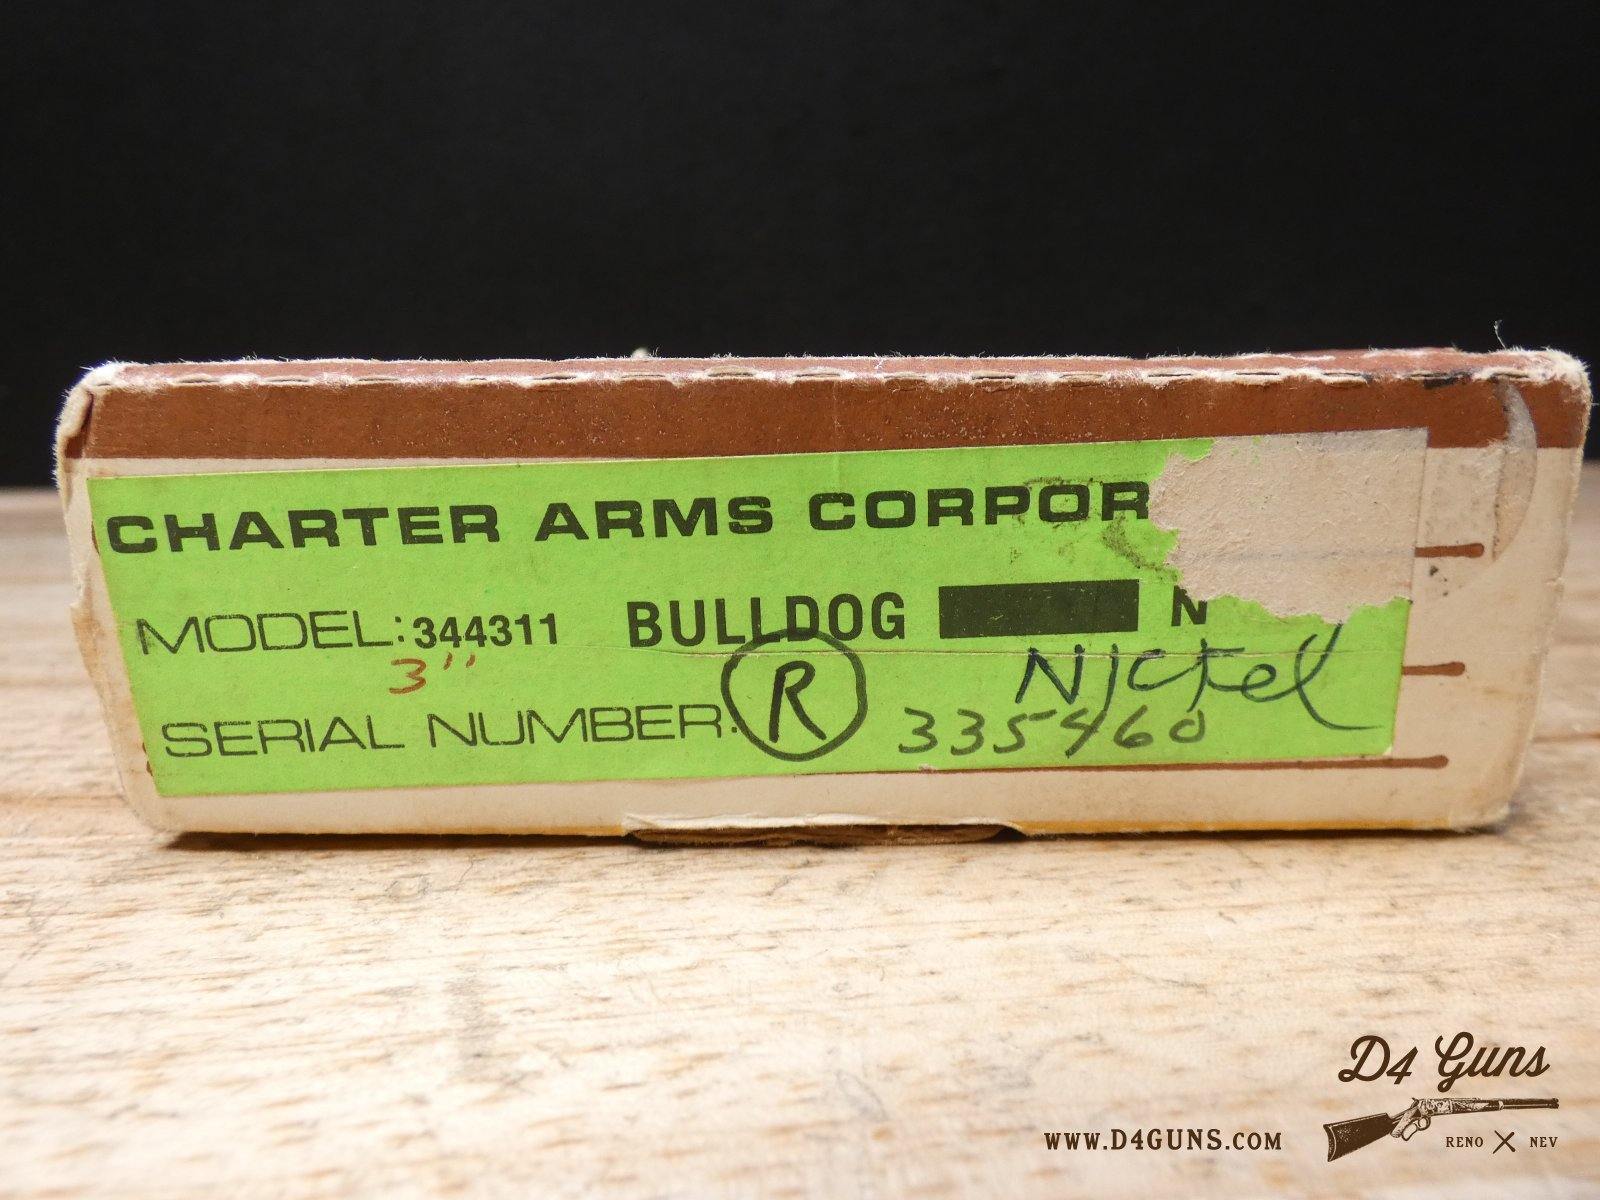 CHARTER ARMS CORPOR
MODEL: 344311 BULLDOG N
3" R Nickel
SERIAL NUMBER. 335460
D4 Guns
WWW.D4GUNS.COM RENO NEV